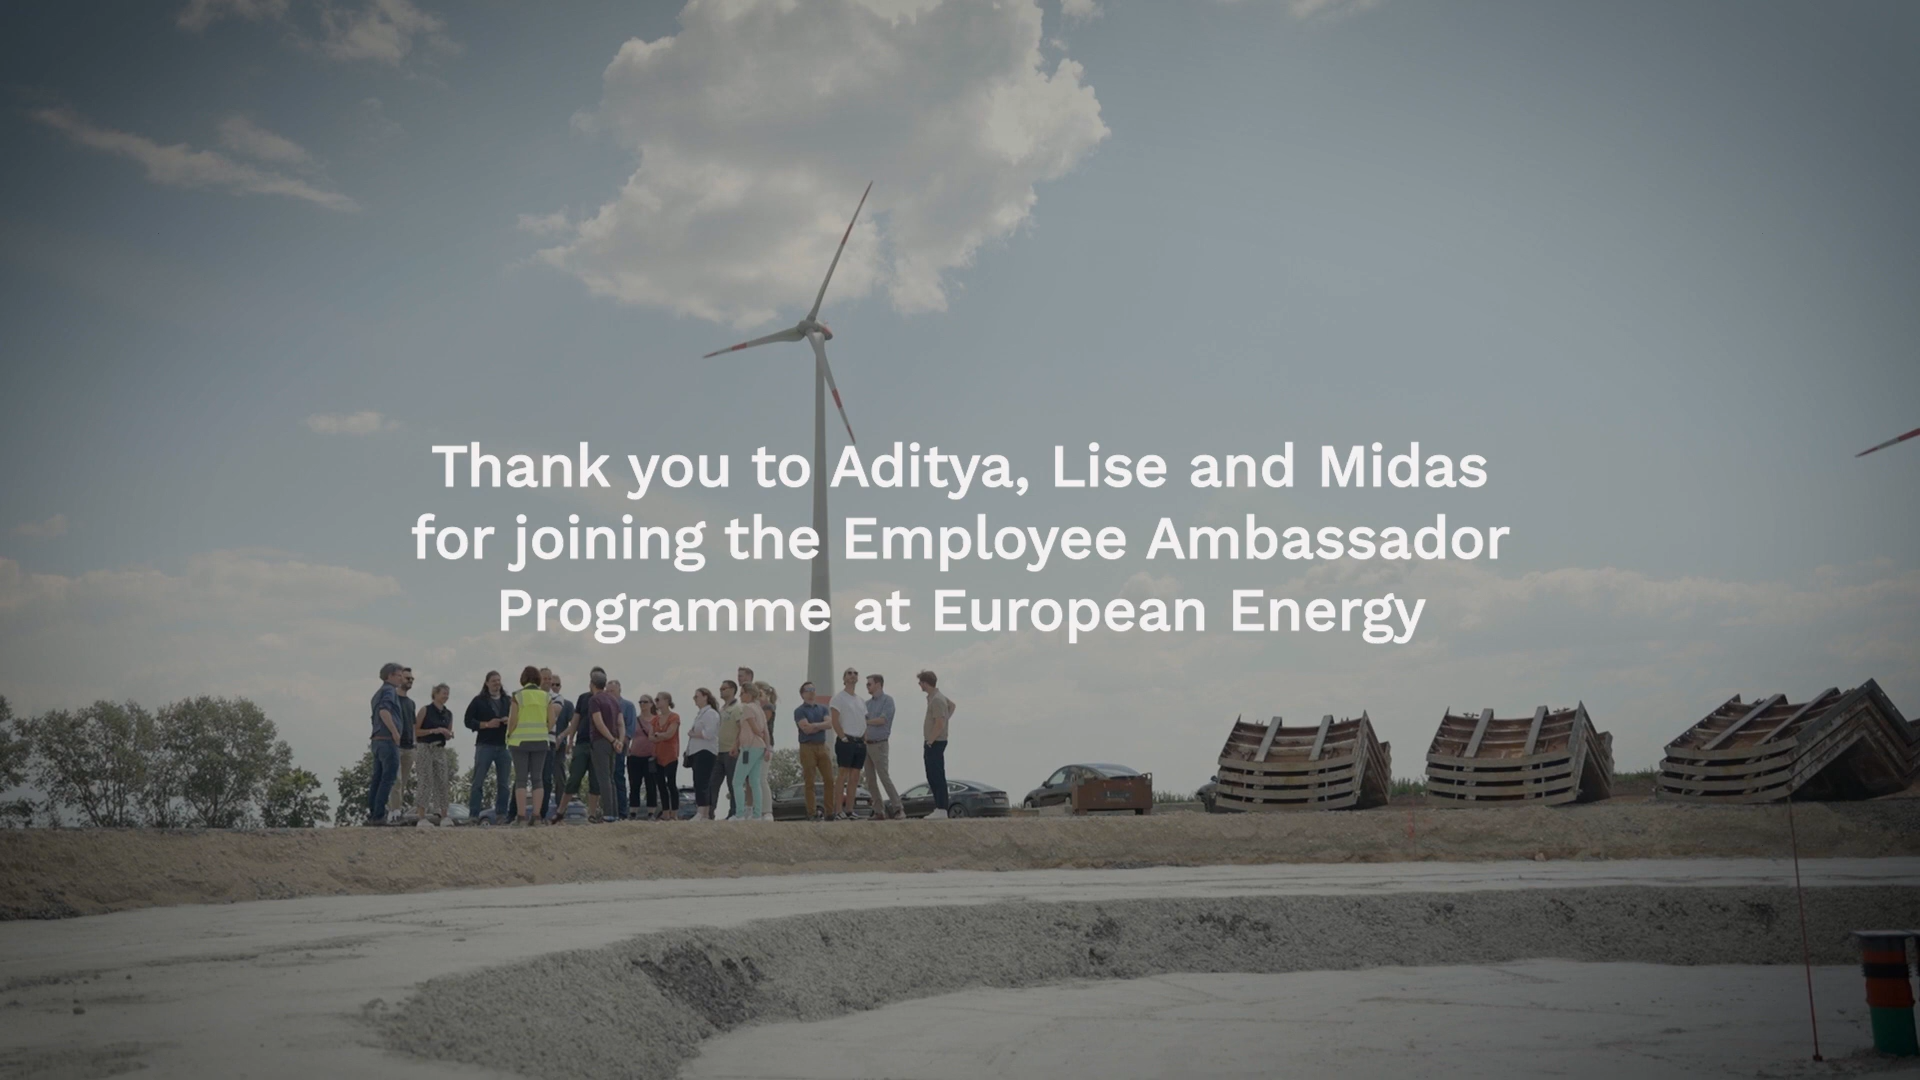 Thank you to Aditya, Lise and Midas
for joining the Employee Ambassador
Programme at European Energy